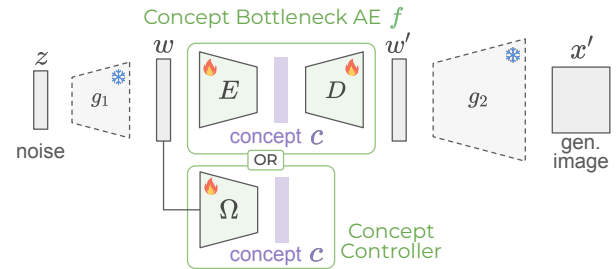 Concept Bottleneck AE f
z
w
w′
x′
g₁
E
D
g₂
concept c
noise
gen.
image
OR
Ω
concept c
Concept
Controller